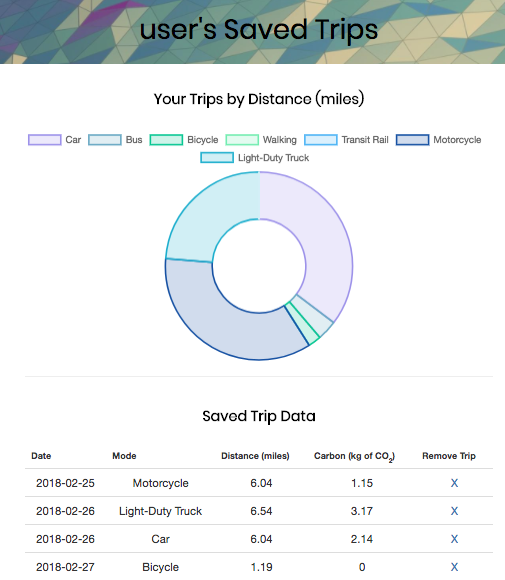 user's Saved Trips
Your Trips by Distance (miles)
Car Bus Bicycle Walking Transit Rail Motorcycle
Light-Duty Truck
Saved Trip Data
Date Mode Distance (miles) Carbon (kg of CO2) Remove Trip
2018-02-25 Motorcycle 6.04 1.15 X
2018-02-26 Light-Duty Truck 6.54 3.17 X
2018-02-26 Car 6.04 2.14 X
2018-02-27 Bicycle 1.19 0 X